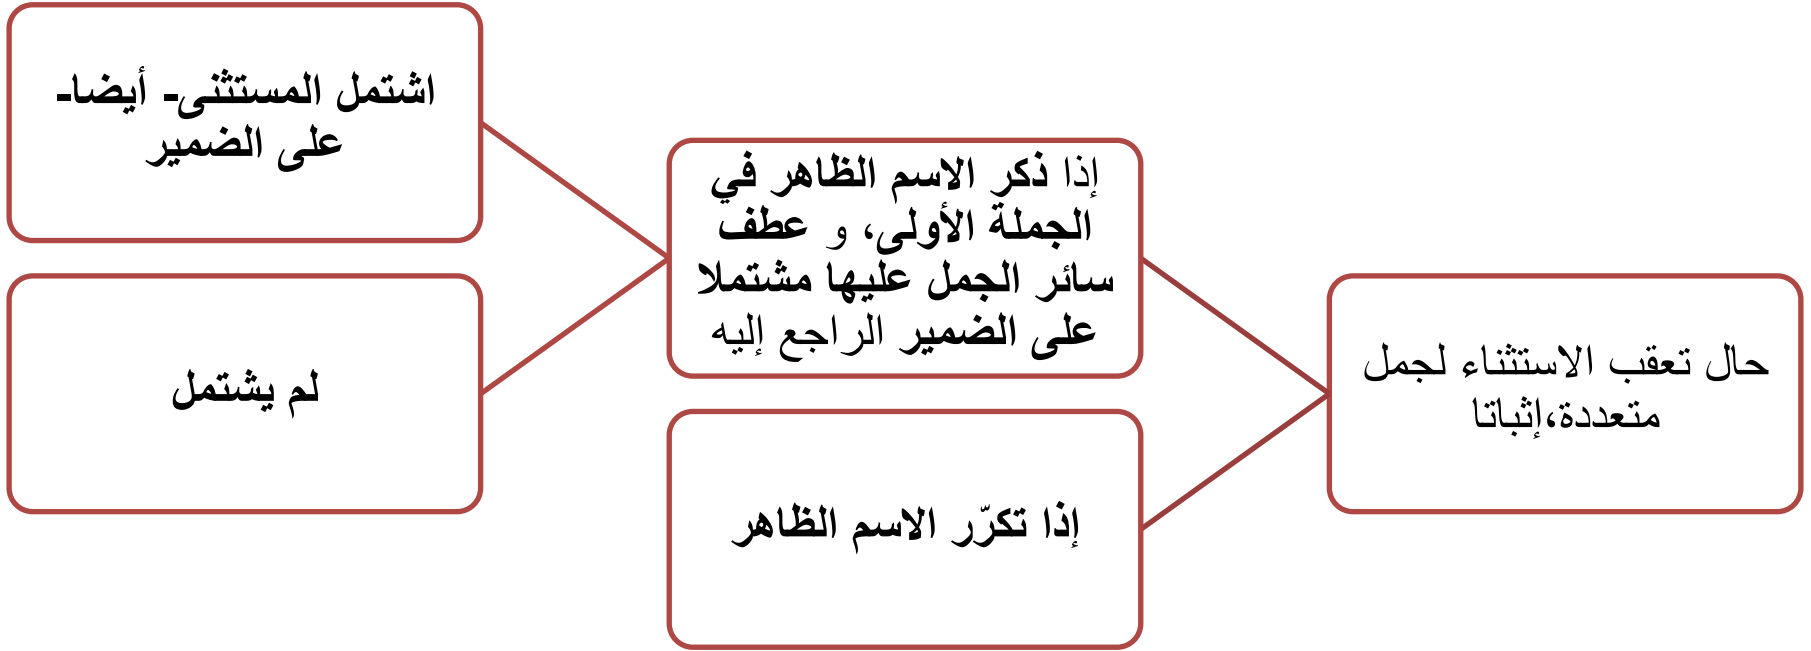 حال تعقب الاستثناء لجمل
متعددة،إثباتا
إذا ذكر الاسم الظاهر في
الجملة الأولى، و عطف
سائر الجمل عليها مشتملا
على الضمير الراجع إليه
اشتمل المستثنى- أيضا-
على الضمير
لم يشتمل
إذا تكرّر الاسم الظاهر